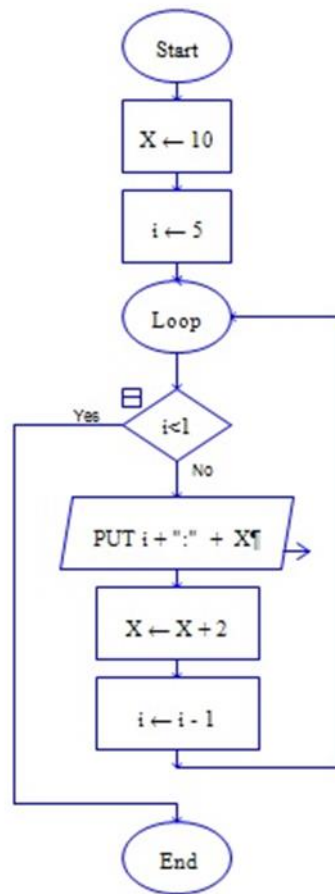 Start
X ← 10
i ← 5
Loop
Yes
i<1
No
PUT i + ":" + X¶
X ← X + 2
i ← i - 1
End